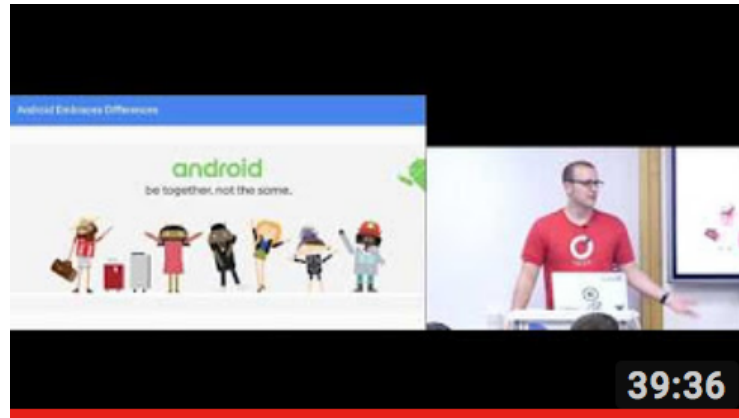 Android Embraces Differences
android
be together, not the same.
39:36